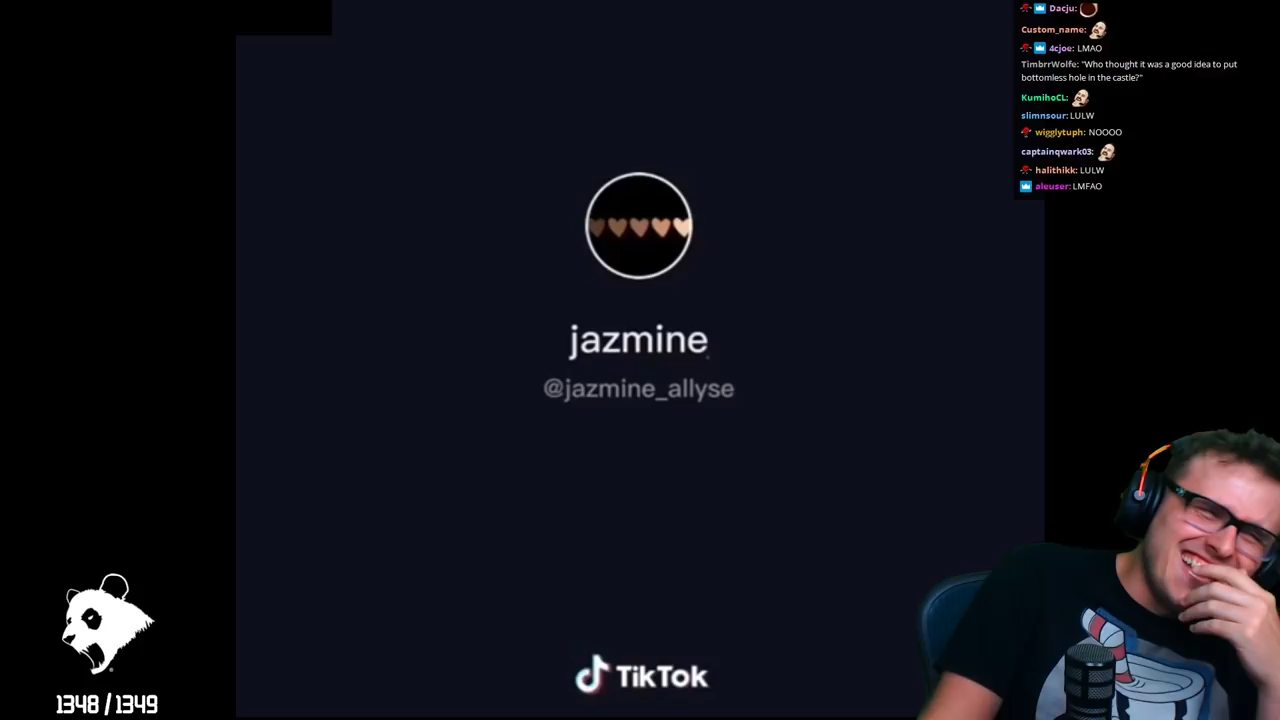 Dacju:
Custom_name:
4cjoe: LMAO
TimbrrWolfe: "Who thought it was a good idea to put
bottomless hole in the castle?"
KumihoCL:
slimnsour: LULW
wigglytuph: NOOOO
captainqwark03:
halithikk: LULW
aleuser: LMFAO
jazmine
@jazmine_allyse
TikTok
1348 / 1349